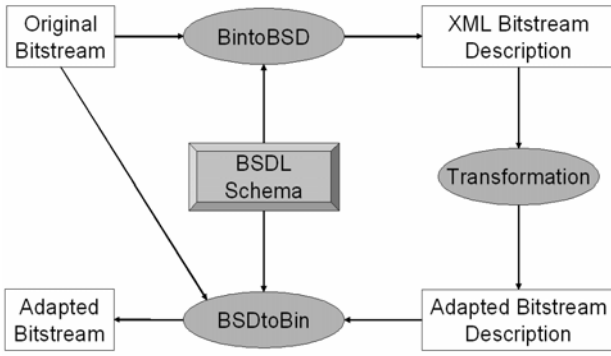 Original
Bitstream
BintoBSD
XML Bitstream
Description
BSDL
Schema
Transformation
Adapted
Bitstream
BSDtoBin
Adapted Bitstream
Description